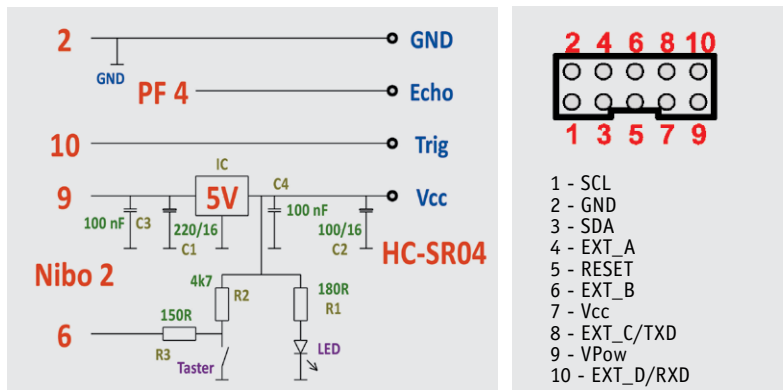 2 GND
GND
PF 4 Echo
10 Trig
IC
9 5V C4 Vcc
100 nF C3 220/16 C1 100 nF 100/16 C2
HC-SR04
Nibo 2
4k7 R2 180R R1
150R
6 R3 Taster LED
2 4 6 8 10
1 3 5 7 9
1 - SCL
2 - GND
3 - SDA
4 - EXT_A
5 - RESET
6 - EXT_B
7 - Vcc
8 - EXT_C/TXD
9 - VPow
10 - EXT_D/RXD